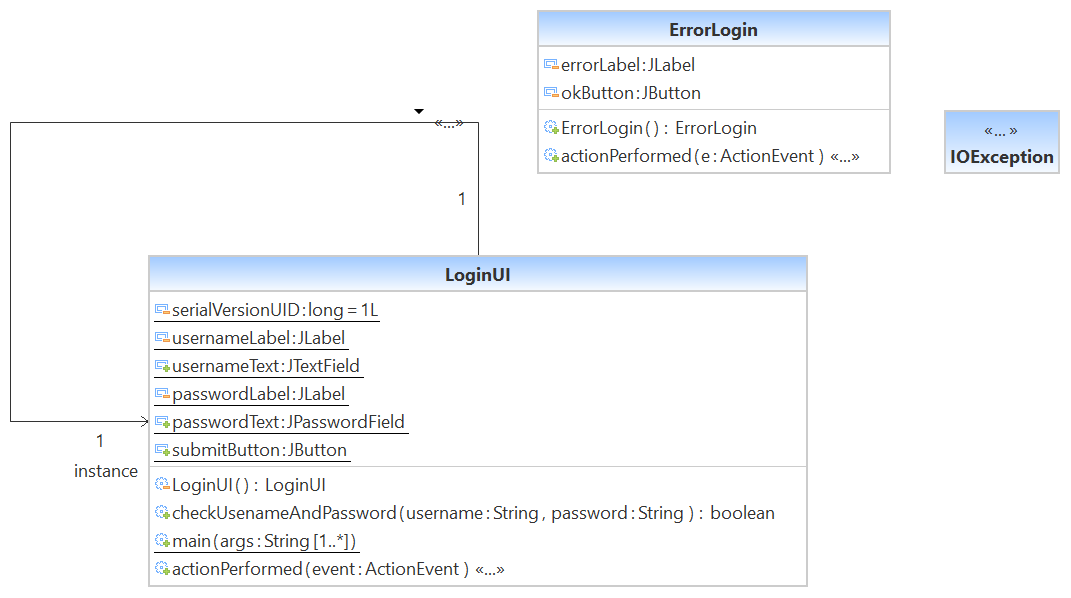 ErrorLogin
errorLabel:JLabel
okButton:JButton
ErrorLogin() : ErrorLogin
actionPerformed(e:ActionEvent) «...»
«...»
IOException
«...»
1
LoginUI
serialVersionUID:long=1L
usernameLabel:JLabel
usernameText:JTextField
passwordLabel:JLabel
passwordText:JPasswordField
submitButton:JButton
1
instance
LoginUI() : LoginUI
checkUsenameAndPassword(username:String, password:String) : boolean
main(args:String[1..*])
actionPerformed(event:ActionEvent) «...»